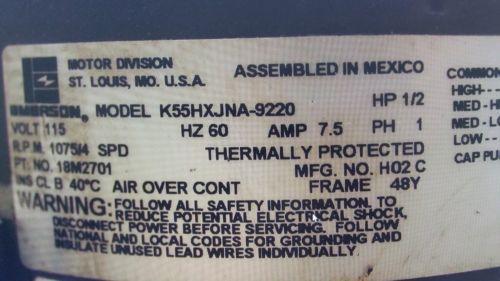 MOTOR DIVISION
ST. LOUIS, MO. U.S.A.
ASSEMBLED IN MEXICO
EMERSON® MODEL K55HXJNA-9220 HP 1/2
VOLT 115 HZ 60 AMP 7.5 PH 1
R.P.M. 1075/4 SPD THERMALLY PROTECTED
PT. NO. 18M2701 MFG. NO. H02 C
INS CL B 40°C AIR OVER CONT FRAME 48Y
WARNING: FOLLOW ALL SAFETY INFORMATION. TO
REDUCE POTENTIAL ELECTRICAL SHOCK,
DISCONNECT POWER BEFORE SERVICING. FOLLOW
NATIONAL AND LOCAL CODES FOR GROUNDING AND
INSULATE UNUSED LEAD WIRES INDIVIDUALLY.
COMMON
HIGH---
MED-H
MED-L
LOW-
CAP PU